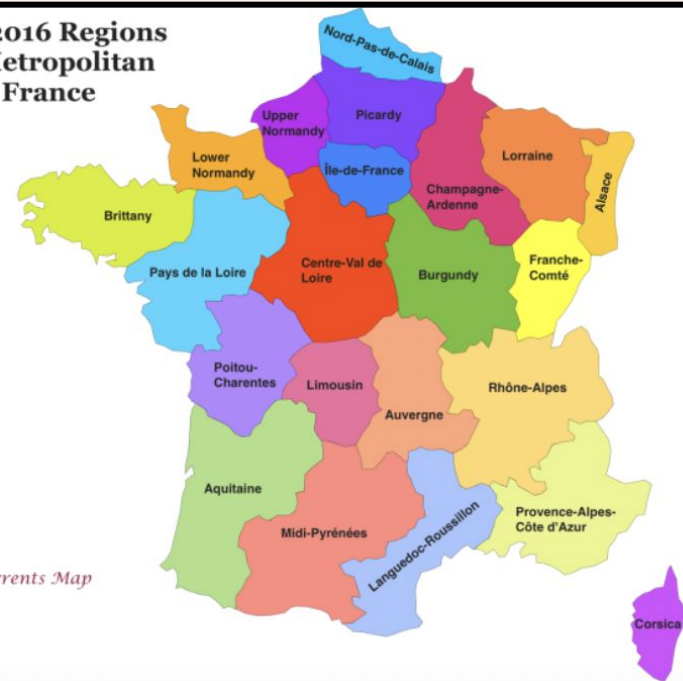 2016 Regions
Metropolitan
France
Nord-Pas-de-Calais
Upper
Normandy
Picardy
Lower
Normandy
Île-de-France
Champagne-
Ardenne
Lorraine
Alsace
Brittany
Pays de la Loire
Centre-Val de
Loire
Burgundy
Franche-
Comté
Poitou-
Charentes
Limousin
Auvergne
Rhône-Alpes
Aquitaine
Midi-Pyrénées
Languedoc-Roussillon
Provence-Alpes-
Côte d'Azur
Map
Corsica